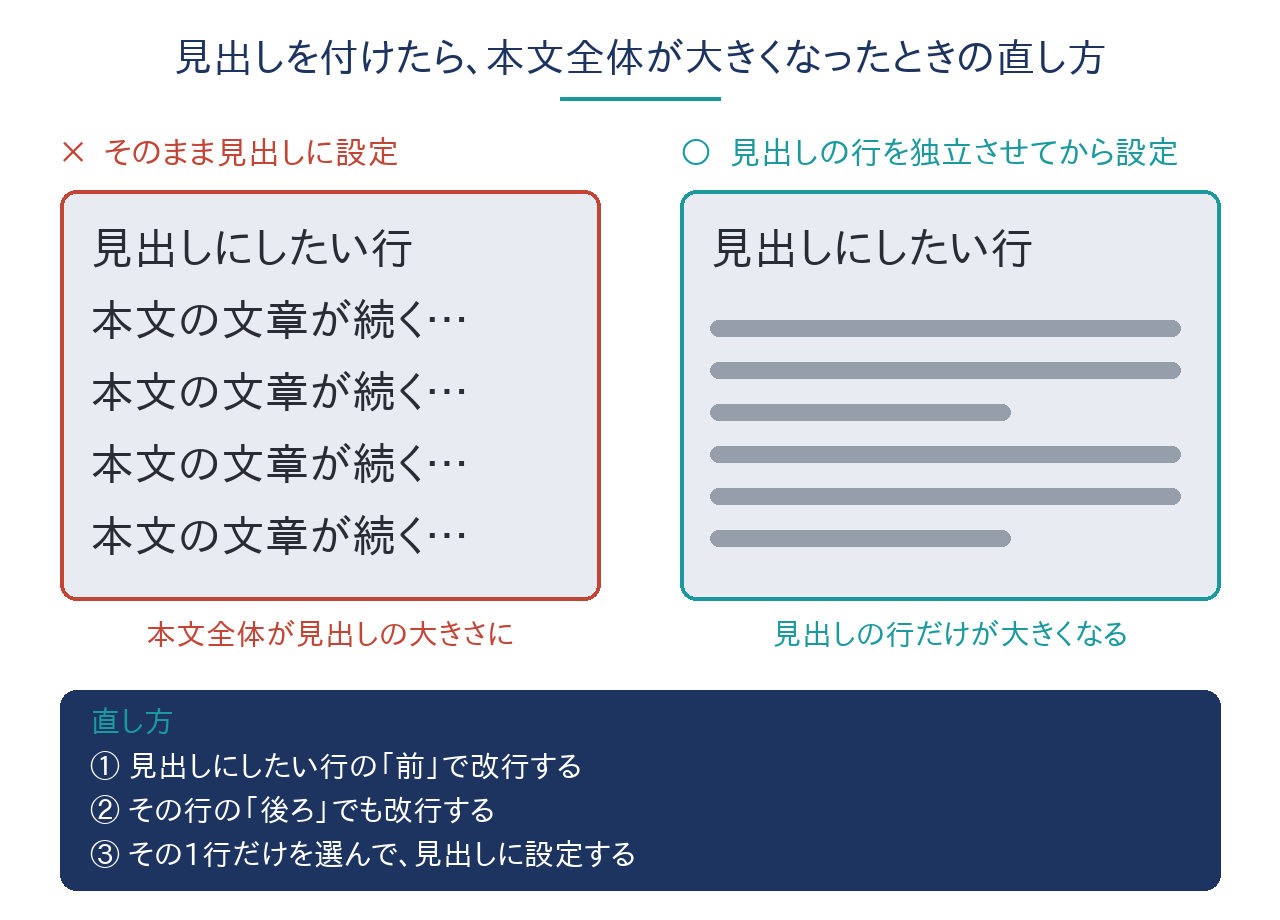 見出しを付けたら、本文全体が大きくなったときの直し方
× そのまま見出しに設定
○ 見出しの行を独立させてから設定
見出しにしたい行
本文の文章が続く…
本文の文章が続く…
本文の文章が続く…
本文の文章が続く…
見出しにしたい行
本文全体が見出しの大きさに
見出しの行だけが大きくなる
直し方
① 見出しにしたい行の「前」で改行する
② その行の「後ろ」でも改行する
③ その1行だけを選んで、見出しに設定する